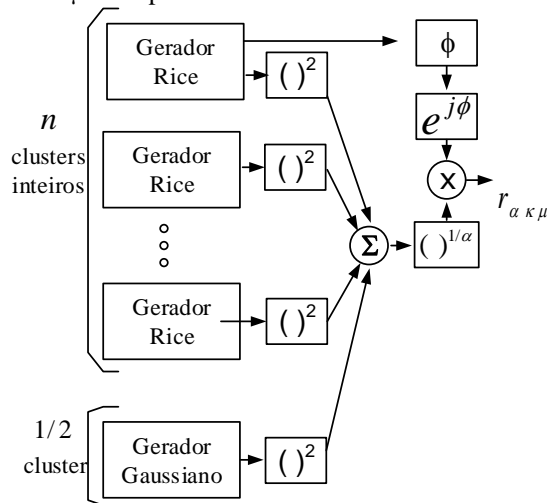 Gerador
Rice
( )²
ϕ
e^{jϕ}
n
clusters
inteiros
Gerador
Rice
( )²
X
r_{α κ μ}
Σ
( )^{1/α}
Gerador
Rice
( )²
1/2
cluster
Gerador
Gaussiano
( )²